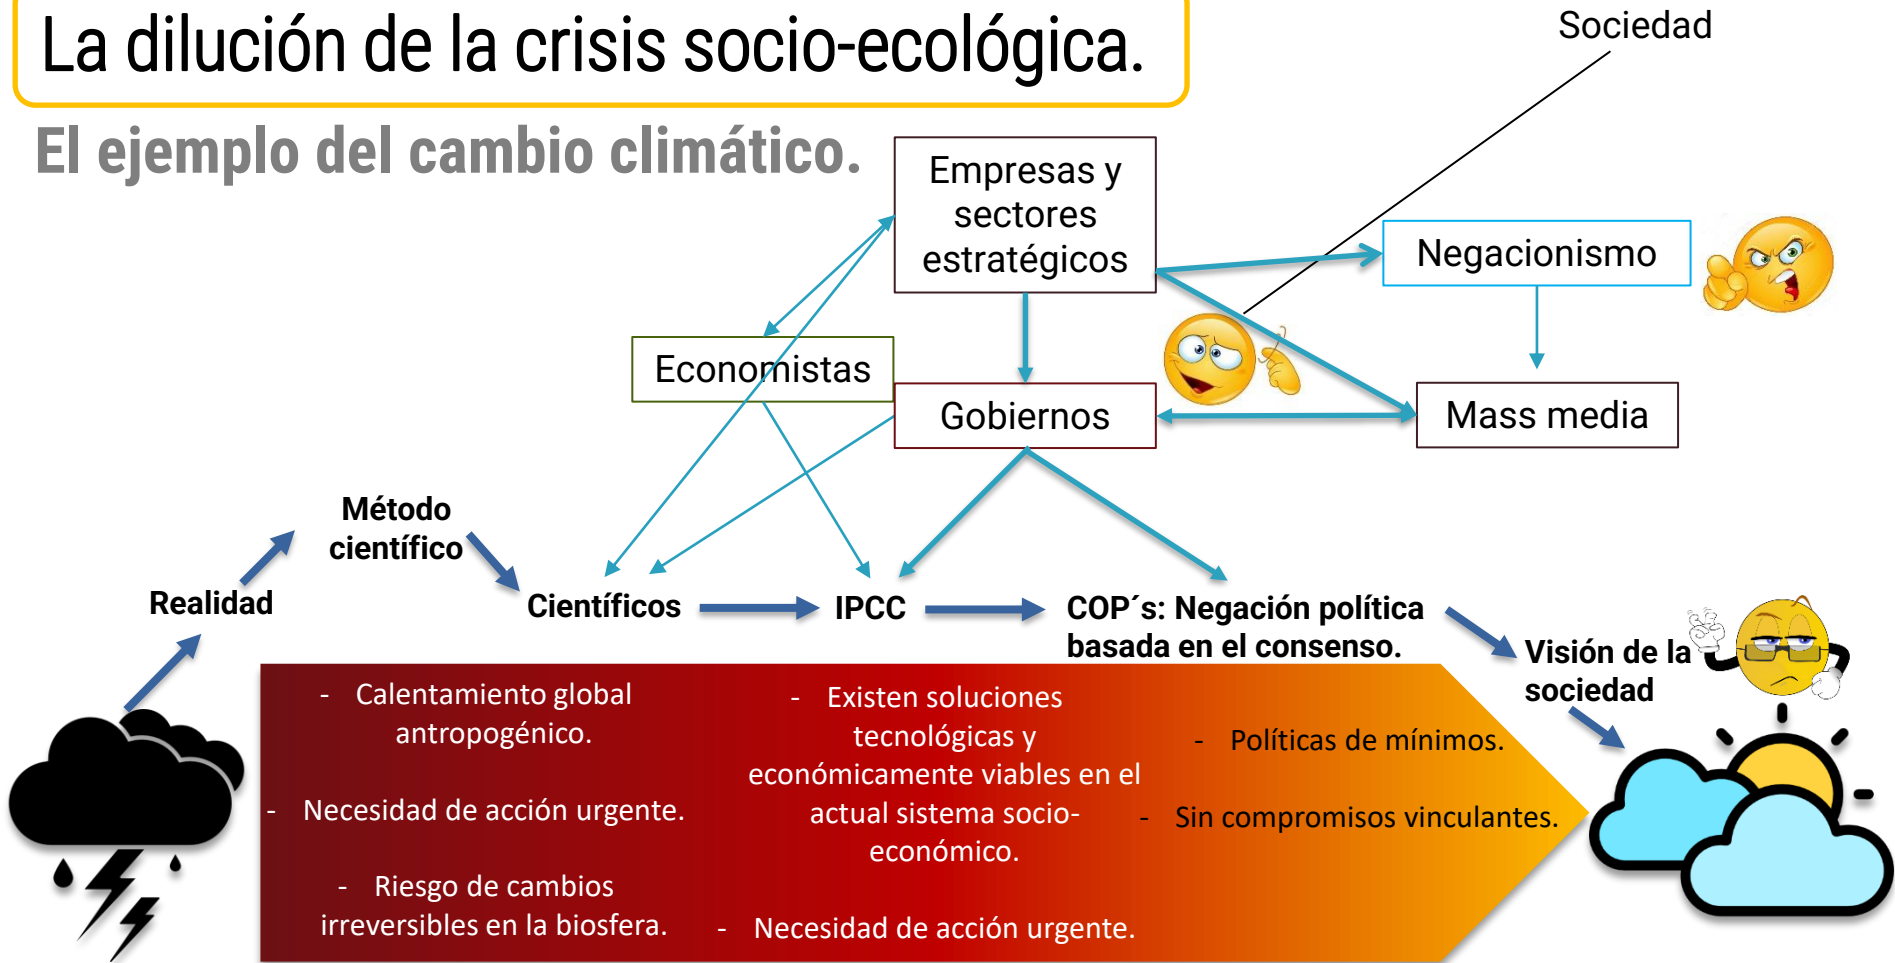 La dilución de la crisis socio-ecológica.
El ejemplo del cambio climático.
Sociedad
Empresas y
sectores
estratégicos
Negacionismo
Economistas
Gobiernos
Mass media
Método
científico
Realidad
Científicos
IPCC
COP´s: Negación política
basada en el consenso.
Visión de la
sociedad
- Calentamiento global
antropogénico.
- Necesidad de acción urgente.
- Riesgo de cambios
irreversibles en la biosfera.
- Existen soluciones
tecnológicas y
económicamente viables en el
actual sistema socio-
económico.
- Necesidad de acción urgente.
- Políticas de mínimos.
- Sin compromisos vinculantes.